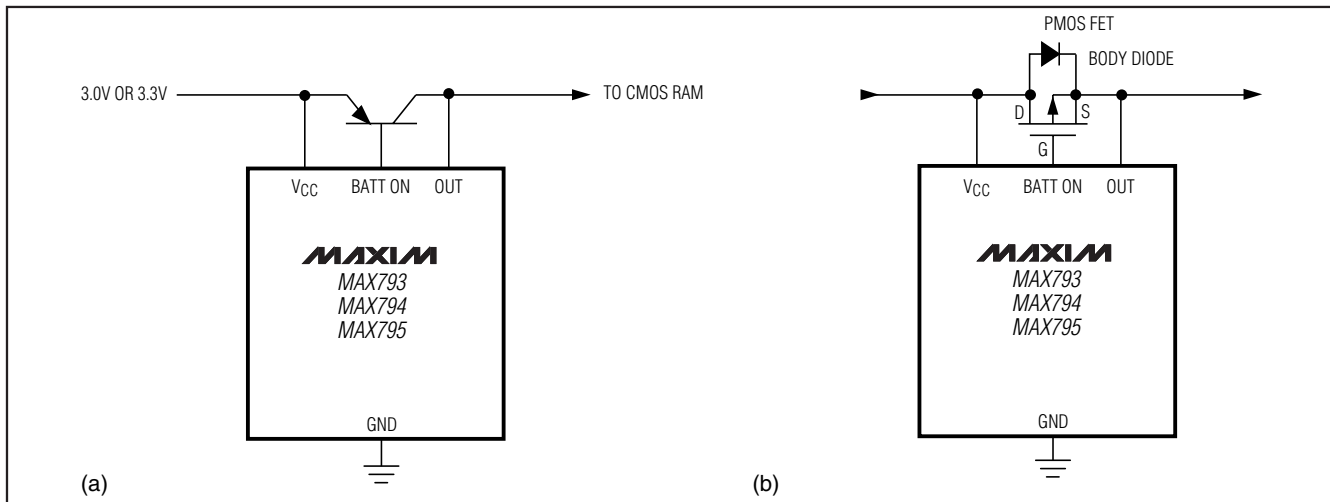 PMOS FET
BODY DIODE
3.0V OR 3.3V
TO CMOS RAM
D
S
G
VCC
BATT ON
OUT
VCC
BATT ON
OUT
MAXIM
MAX793
MAX794
MAX795
MAXIM
MAX793
MAX794
MAX795
GND
GND
(a)
(b)